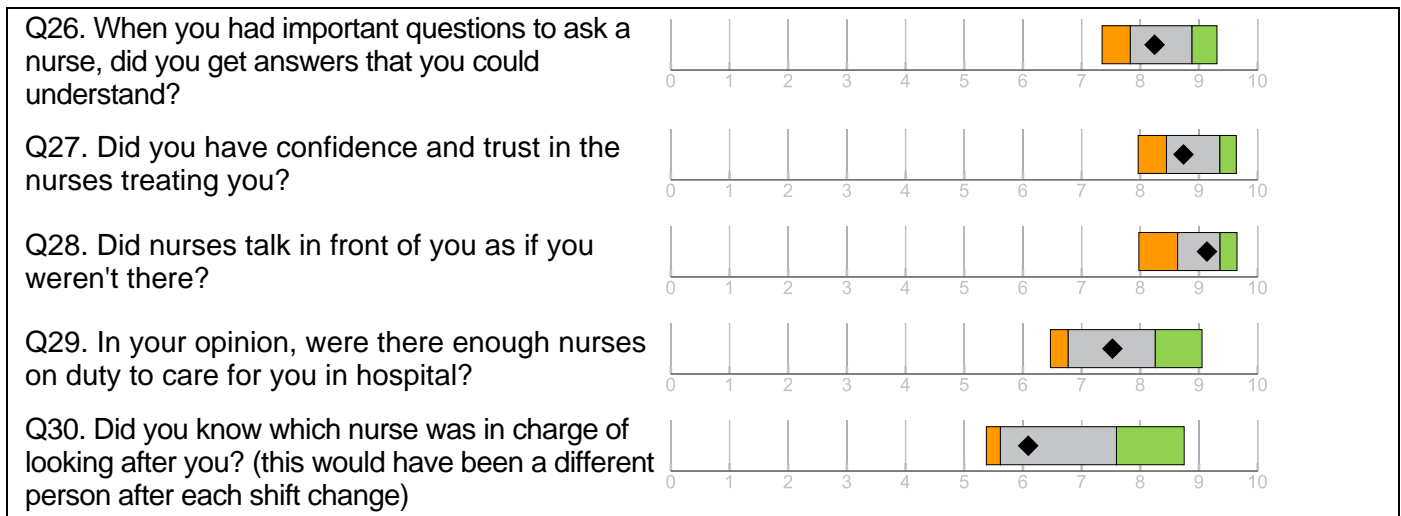 Q26. When you had important questions to ask a
nurse, did you get answers that you could
understand?
0 1 2 3 4 5 6 7 8 9 10
Q27. Did you have confidence and trust in the
nurses treating you?
0 1 2 3 4 5 6 7 8 9 10
Q28. Did nurses talk in front of you as if you
weren't there?
0 1 2 3 4 5 6 7 8 9 10
Q29. In your opinion, were there enough nurses
on duty to care for you in hospital?
0 1 2 3 4 5 6 7 8 9 10
Q30. Did you know which nurse was in charge of
looking after you? (this would have been a different
person after each shift change)
0 1 2 3 4 5 6 7 8 9 10